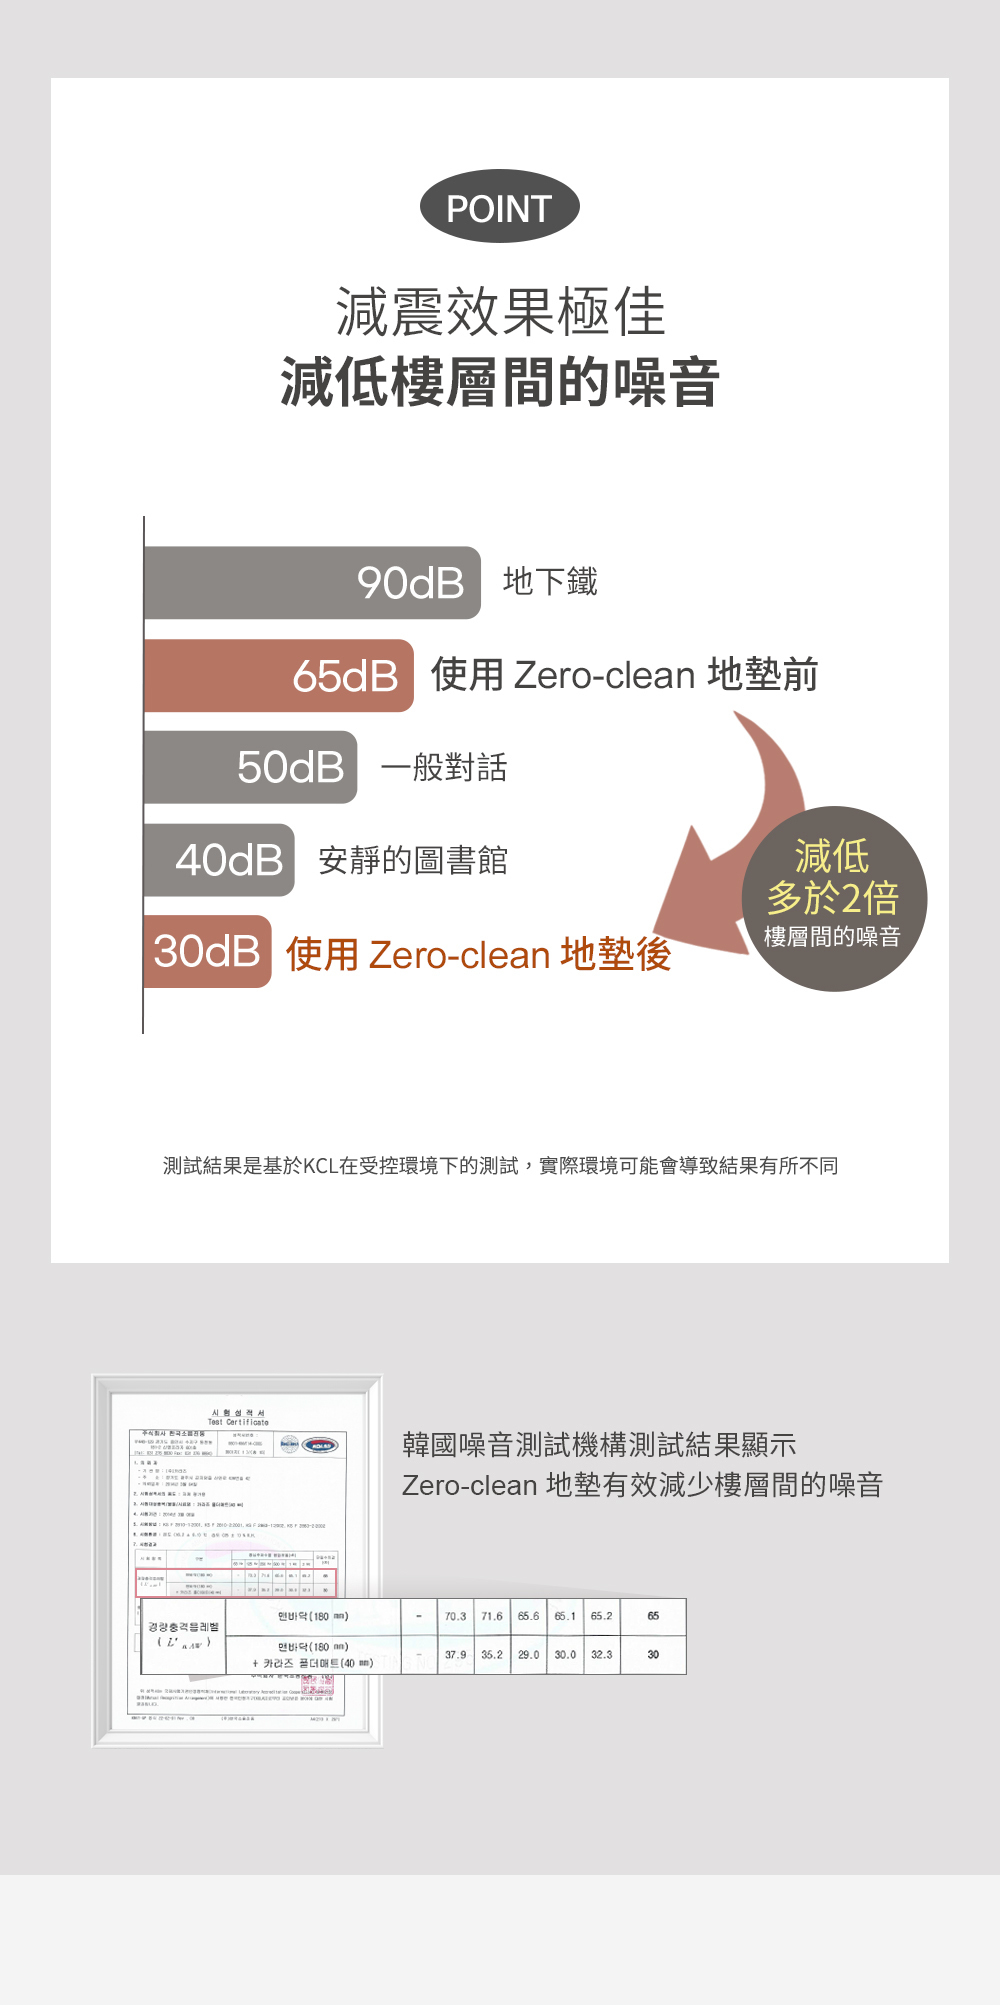 POINT
減震效果極佳
減低樓層間的噪音
90dB 地下鐵
65dB 使用 Zero-clean 地墊前
50dB 一般對話
40dB 安靜的圖書館
30dB 使用 Zero-clean 地墊後
減低
多於2倍
樓層間的噪音
測試結果是基於KCL在受控環境下的測試，實際環境可能會導致結果有所不同
시 험 성 적 서
Test Certificate
韓國噪音測試機構測試結果顯示
Zero-clean 地墊有效減少樓層間的噪音
경량충격음레벨
맨바닥(180 mm) - 70.3 71.6 65.6 65.1 65.2 65
맨바닥(180 mm)
+ 카라즈 폴더매트(40 mm) - 37.9 35.2 29.0 30.0 32.3 30